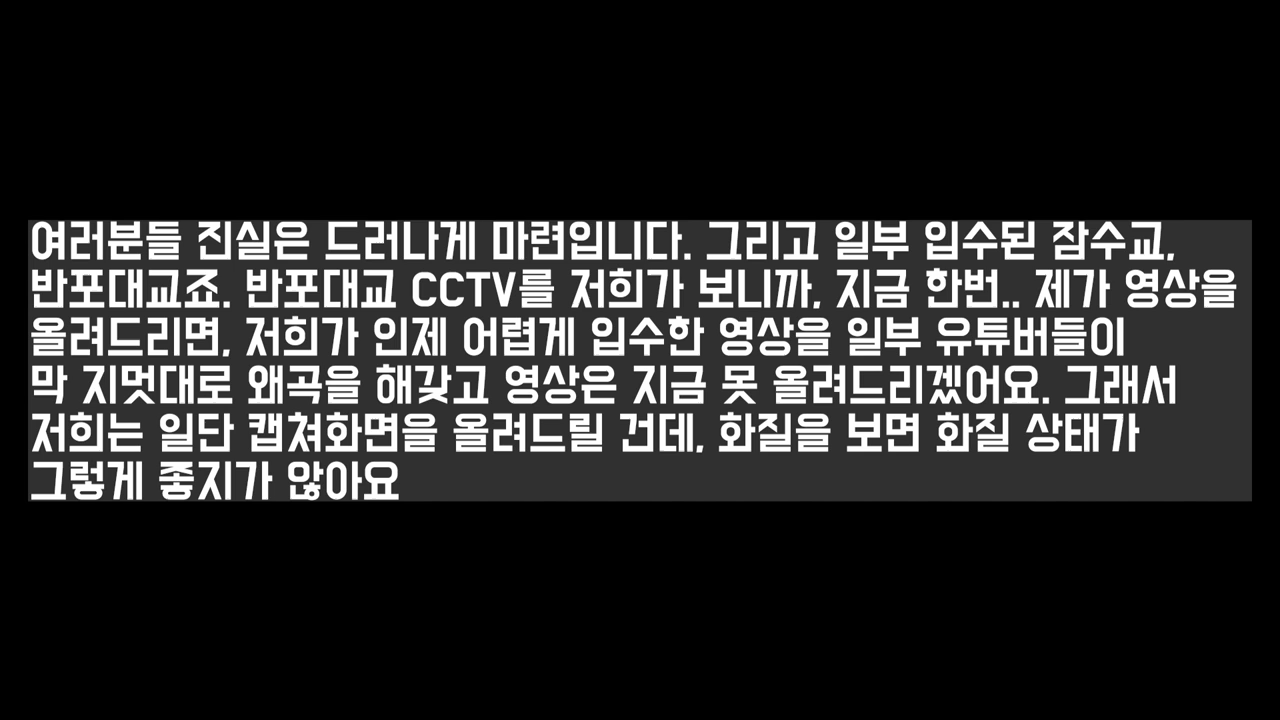 여러분들 진실은 드러나게 마련입니다. 그리고 일부 입수된 잠수교,
반포대교죠. 반포대교 CCTV를 저희가 보니까, 지금 한번.. 제가 영상을
올려드리면, 저희가 인제 어렵게 입수한 영상을 일부 유튜버들이
막 지멋대로 왜곡을 해갖고 영상은 지금 못 올려드리겠어요. 그래서
저희는 일단 캡쳐화면을 올려드릴 건데, 화질을 보면 화질 상태가
그렇게 좋지가 않아요